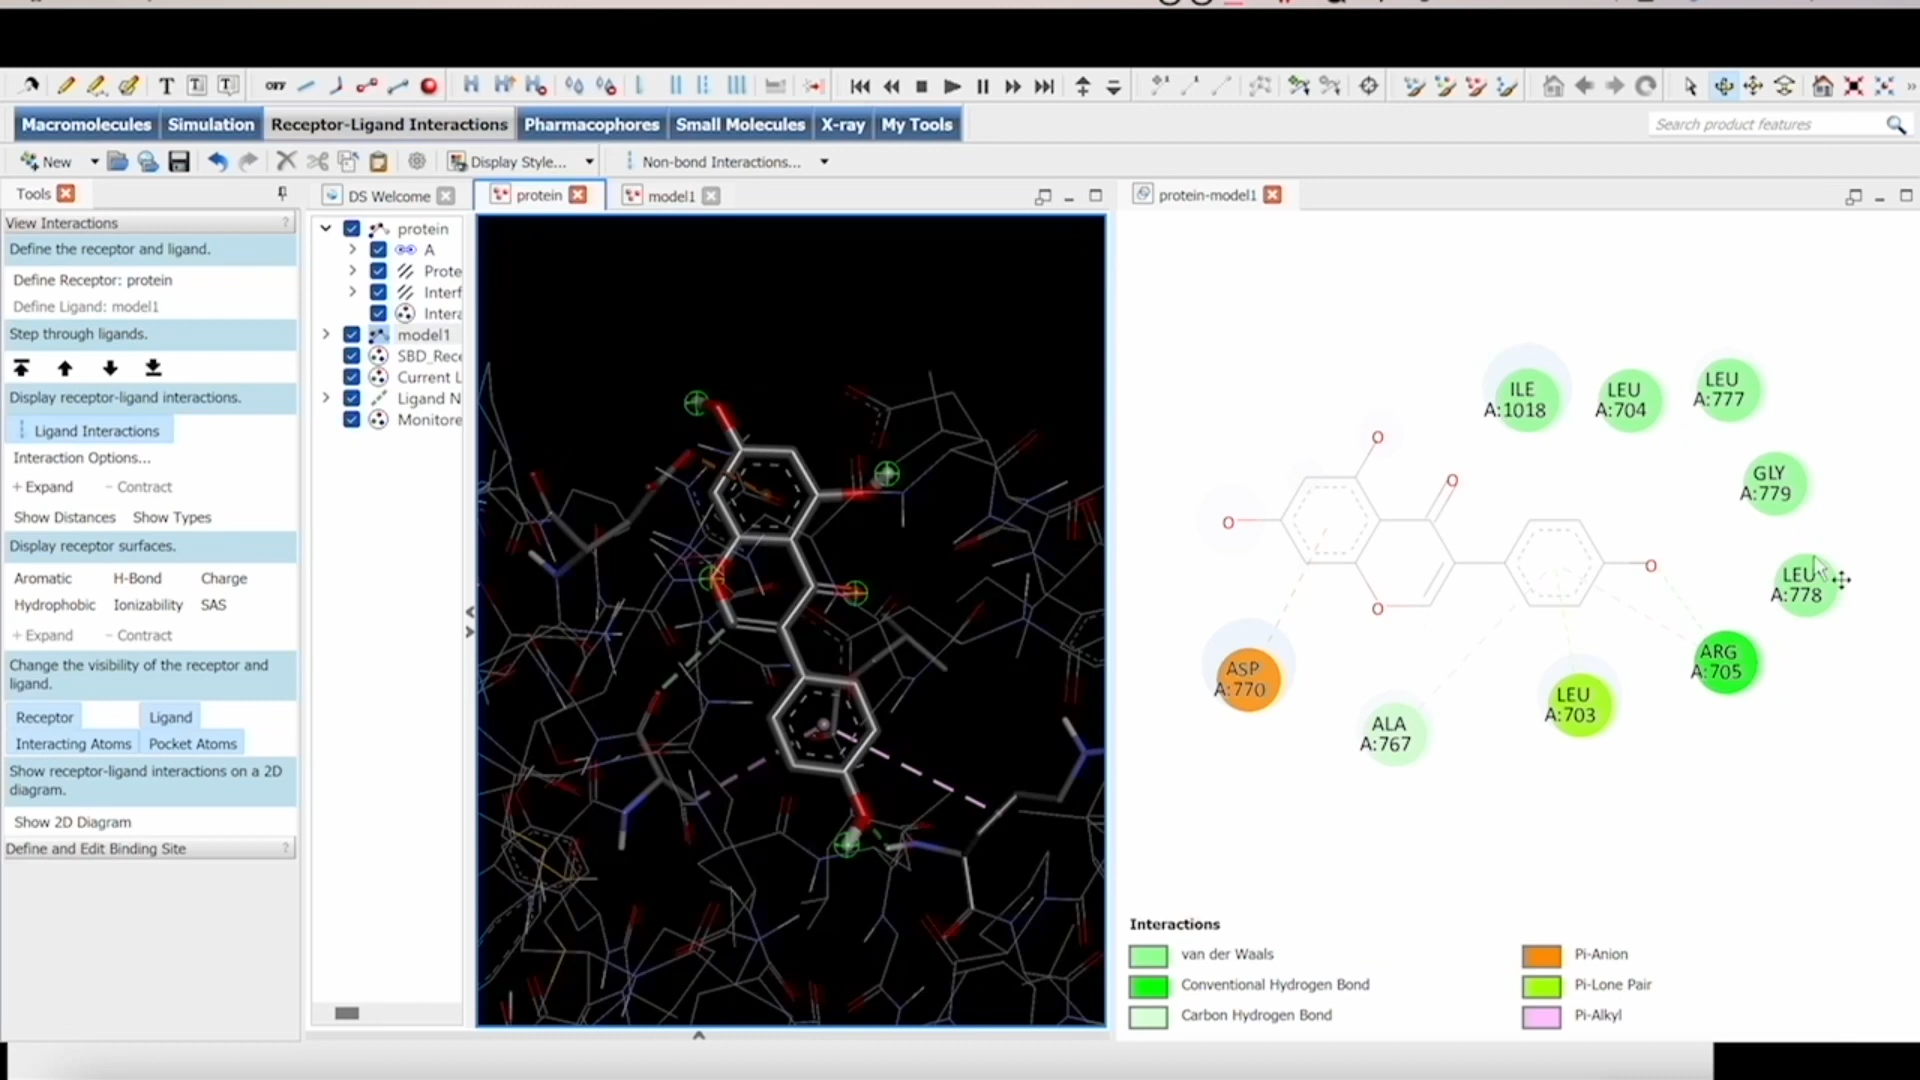 OFF
Macromolecules Simulation Receptor-Ligand Interactions Pharmacophores Small Molecules X-ray My Tools
Search product features
New Display Style... Non-bond Interactions...
Tools
DS Welcome protein model1 protein-model1
View Interactions ?
Define the receptor and ligand.
Define Receptor: protein
Define Ligand: model1
Step through ligands.
Display receptor-ligand interactions.
Ligand Interactions
Interaction Options...
+ Expand - Contract
Show Distances Show Types
Display receptor surfaces.
Aromatic H-Bond Charge
Hydrophobic Ionizability SAS
+ Expand - Contract
Change the visibility of the receptor and
ligand.
Receptor Ligand
Interacting Atoms Pocket Atoms
Show receptor-ligand interactions on a 2D
diagram.
Show 2D Diagram
Define and Edit Binding Site ?
protein
A
Prote
Interf
Intera
model1
SBD_Rece
Current L
Ligand N
Monitore
ILE
A:1018
LEU
A:704
LEU
A:777
GLY
A:779
LEU
A:778
ARG
A:705
LEU
A:703
ALA
A:767
ASP
A:770
O
O
O
O
O
Interactions
van der Waals
Conventional Hydrogen Bond
Carbon Hydrogen Bond
Pi-Anion
Pi-Lone Pair
Pi-Alkyl